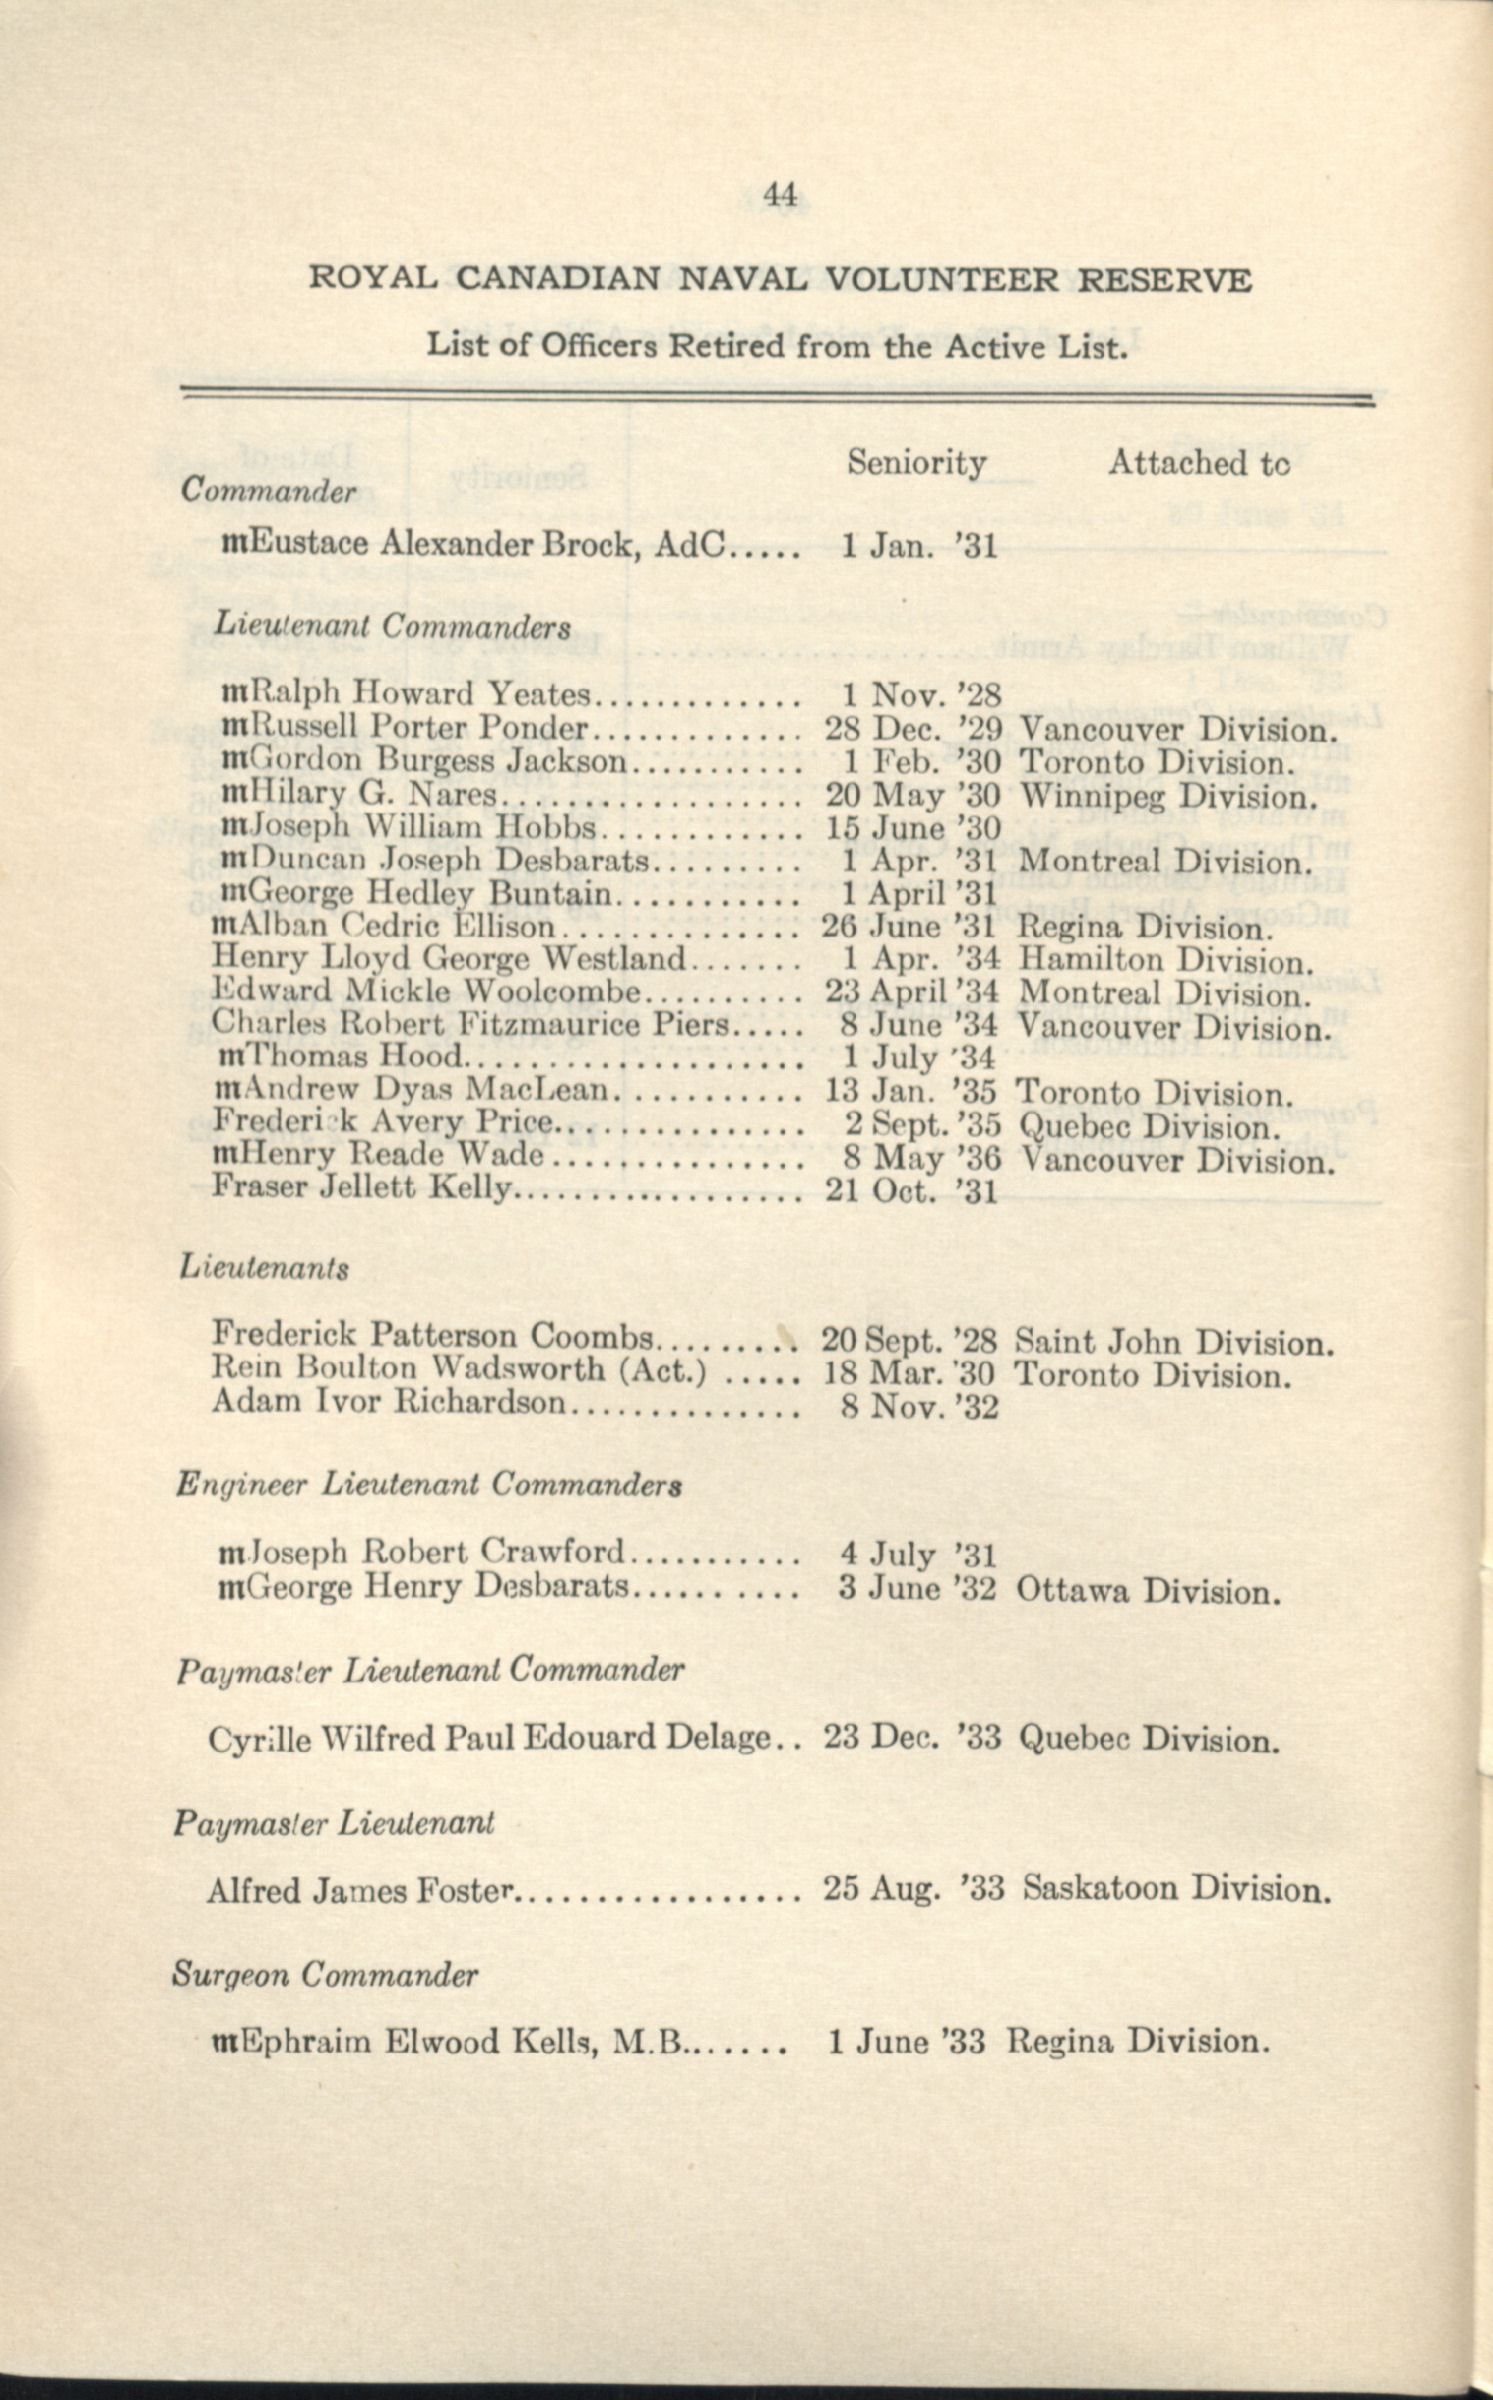 44
ROYAL CANADIAN NAVAL VOLUNTEER RESERVE
List of Officers Retired from the Active List.
Seniority Attached to
Commander
mEustace Alexander Brock, AdC..... 1 Jan. '31
Lieutenant Commanders
mRalph Howard Yeates............. 1 Nov. '28
mRussell Porter Ponder............. 28 Dec. '29 Vancouver Division.
mGordon Burgess Jackson........... 1 Feb. '30 Toronto Division.
mHilary G. Nares................... 20 May '30 Winnipeg Division.
mJoseph William Hobbs............. 15 June '30
mDuncan Joseph Desbarats.......... 1 Apr. '31 Montreal Division.
mGeorge Hedley Buntain............ 1 April '31
mAlban Cedric Ellison............... 26 June '31 Regina Division.
Henry Lloyd George Westland....... 1 Apr. '34 Hamilton Division.
Edward Mickle Woolcombe.......... 23 April '34 Montreal Division.
Charles Robert Fitzmaurice Piers..... 8 June '34 Vancouver Division.
mThomas Hood..................... 1 July '34
mAndrew Dyas MacLean............ 13 Jan. '35 Toronto Division.
Frederick Avery Price................ 2 Sept. '35 Quebec Division.
mHenry Reade Wade................ 8 May '36 Vancouver Division.
Fraser Jellett Kelly.................. 21 Oct. '31
Lieutenants
Frederick Patterson Coombs......... 20 Sept. '28 Saint John Division.
Rein Boulton Wadsworth (Act.) ..... 18 Mar. '30 Toronto Division.
Adam Ivor Richardson............... 8 Nov. '32
Engineer Lieutenant Commanders
mJoseph Robert Crawford........... 4 July '31
mGeorge Henry Desbarats.......... 3 June '32 Ottawa Division.
Paymaster Lieutenant Commander
Cyrille Wilfred Paul Edouard Delage.. 23 Dec. '33 Quebec Division.
Paymaster Lieutenant
Alfred James Foster.................. 25 Aug. '33 Saskatoon Division.
Surgeon Commander
mEphraim Elwood Kells, M.B....... 1 June '33 Regina Division.